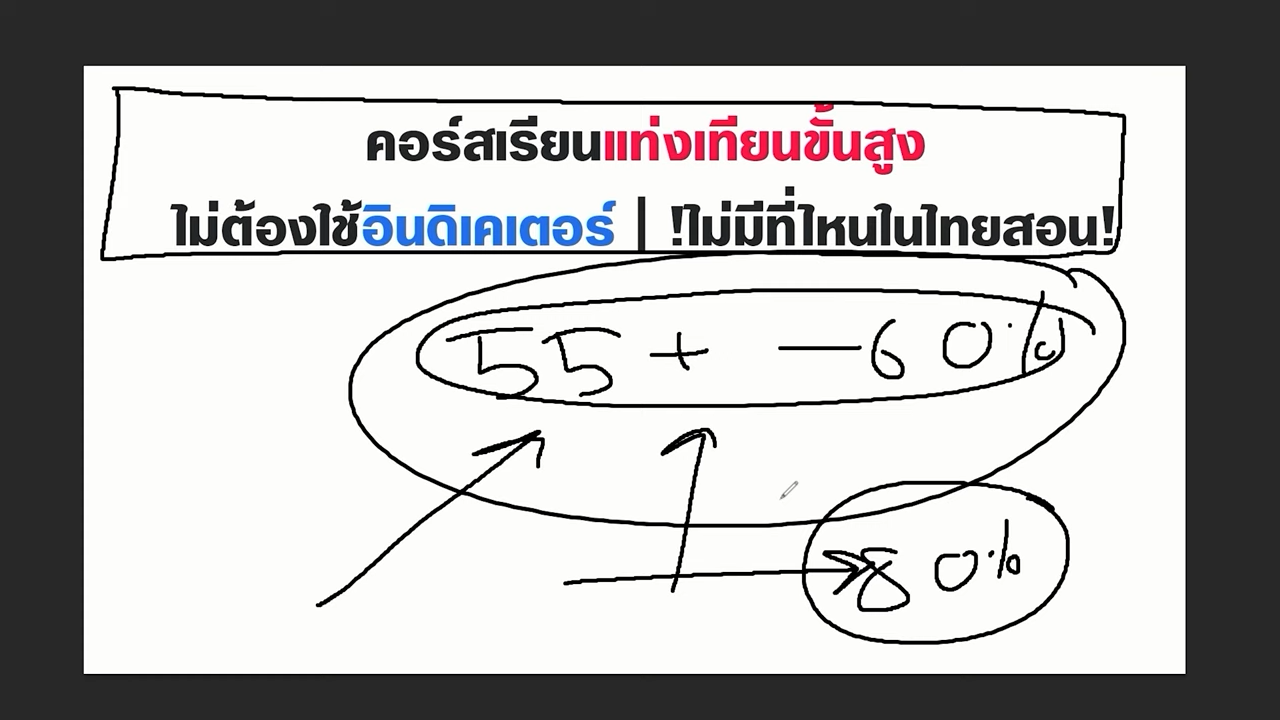 คอร์สเรียนแท่งเทียนขั้นสูง
ไม่ต้องใช้อินดิเคเตอร์ | !ไม่มีที่ไหนในไทยสอน!
55 + - 60%
80%